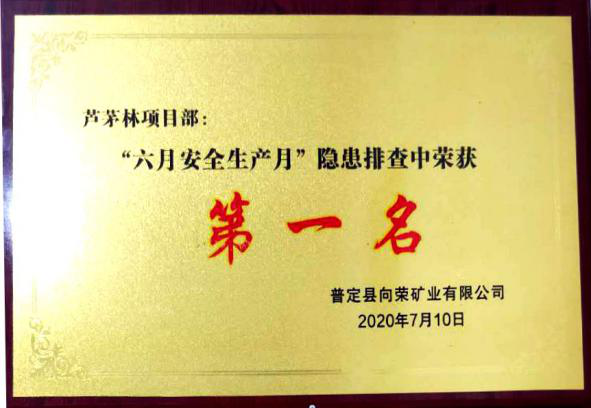 芦茅林项目部：
“六月安全生产月”隐患排查中荣获
第一名
普定县向荣矿业有限公司
2020年7月10日